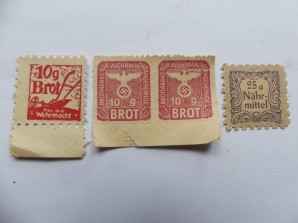 10g
Brot
Für die
Wehrmacht
10 g
BROT
10 g
BROT
25 g
Nähr-
mittel